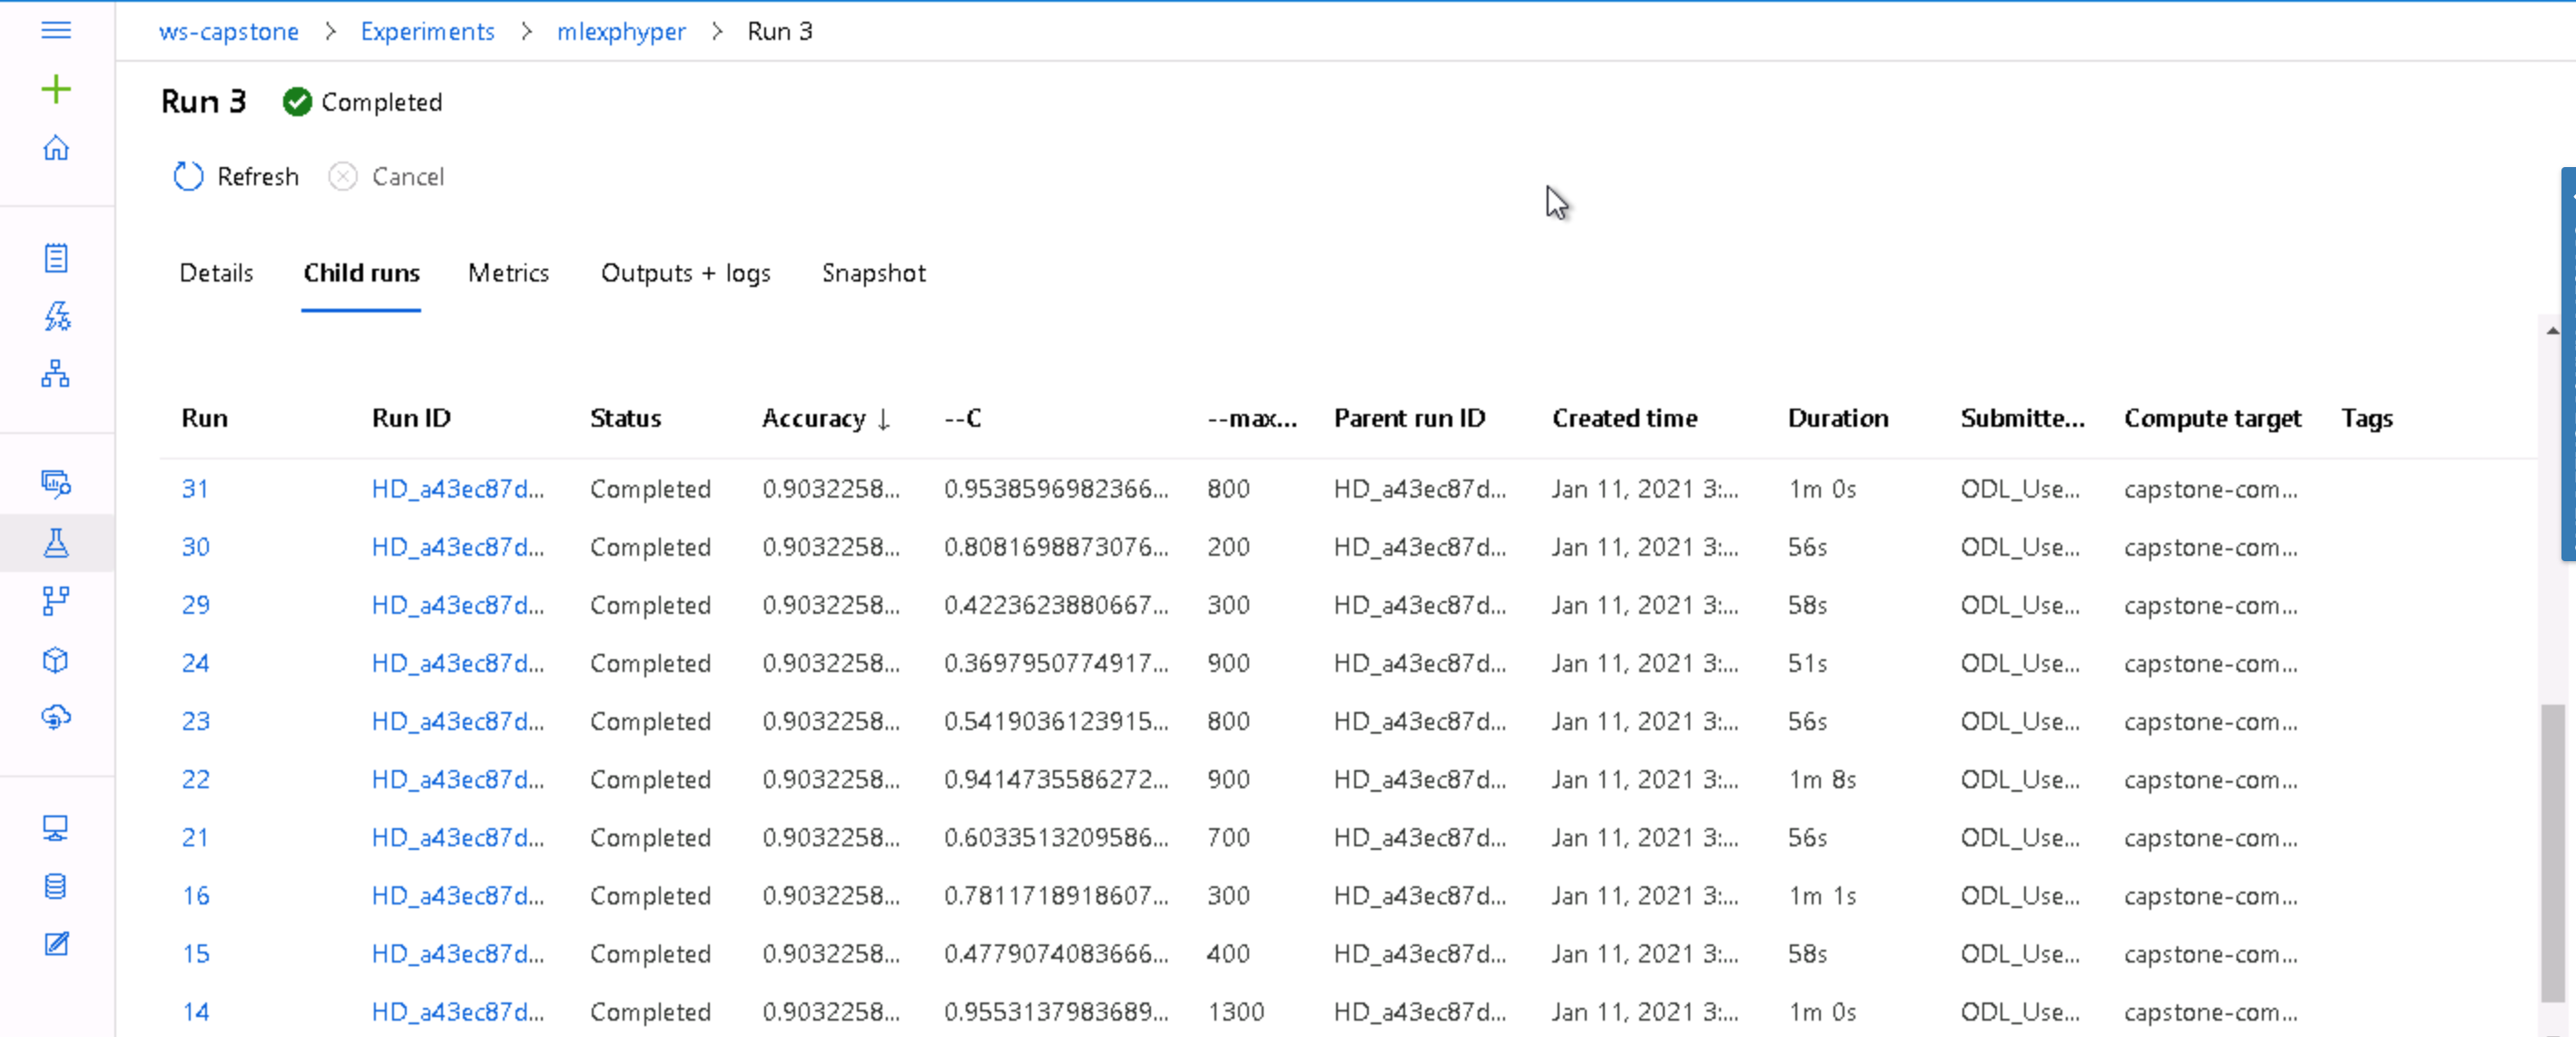 ws-capstone > Experiments > mlexphyper > Run 3
Run 3 Completed
Refresh Cancel
Details Child runs Metrics Outputs + logs Snapshot
Run Run ID Status Accuracy ↓ --C --max... Parent run ID Created time Duration Submitte... Compute target Tags
31 HD_a43ec87d... Completed 0.9032258... 0.9538596982366... 800 HD_a43ec87d... Jan 11, 2021 3:... 1m 0s ODL_Use... capstone-com...
30 HD_a43ec87d... Completed 0.9032258... 0.8081698873076... 200 HD_a43ec87d... Jan 11, 2021 3:... 56s ODL_Use... capstone-com...
29 HD_a43ec87d... Completed 0.9032258... 0.4223623880667... 300 HD_a43ec87d... Jan 11, 2021 3:... 58s ODL_Use... capstone-com...
24 HD_a43ec87d... Completed 0.9032258... 0.3697950774917... 900 HD_a43ec87d... Jan 11, 2021 3:... 51s ODL_Use... capstone-com...
23 HD_a43ec87d... Completed 0.9032258... 0.5419036123915... 800 HD_a43ec87d... Jan 11, 2021 3:... 56s ODL_Use... capstone-com...
22 HD_a43ec87d... Completed 0.9032258... 0.9414735586272... 900 HD_a43ec87d... Jan 11, 2021 3:... 1m 8s ODL_Use... capstone-com...
21 HD_a43ec87d... Completed 0.9032258... 0.6033513209586... 700 HD_a43ec87d... Jan 11, 2021 3:... 56s ODL_Use... capstone-com...
16 HD_a43ec87d... Completed 0.9032258... 0.7811718918607... 300 HD_a43ec87d... Jan 11, 2021 3:... 1m 1s ODL_Use... capstone-com...
15 HD_a43ec87d... Completed 0.9032258... 0.4779074083666... 400 HD_a43ec87d... Jan 11, 2021 3:... 58s ODL_Use... capstone-com...
14 HD_a43ec87d... Completed 0.9032258... 0.9553137983689... 1300 HD_a43ec87d... Jan 11, 2021 3:... 1m 0s ODL_Use... capstone-com...